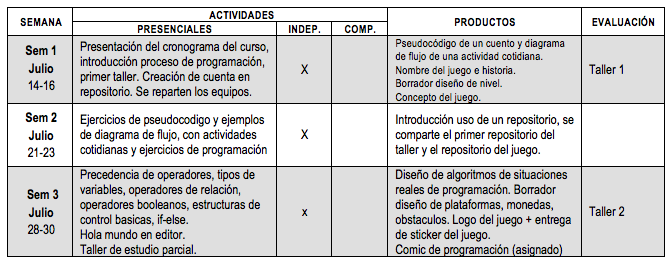 SEMANA
ACTIVIDADES
PRESENCIALES
INDEP.
COMP.
PRODUCTOS
EVALUACIÓN
Sem 1
Julio
14-16
Presentación del cronograma del curso,
introducción proceso de programación,
primer taller. Creación de cuenta en
repositorio. Se reparten los equipos.
X
Pseudocódigo de un cuento y diagrama
de flujo de una actividad cotidiana.
Nombre del juego e historia.
Borrador diseño de nivel.
Concepto del juego.
Taller 1
Sem 2
Julio
21-23
Ejercicios de pseudocodigo y ejemplos
de diagrama de flujo, con actividades
cotidianas y ejercicios de programación
X
Introducción uso de un repositorio, se
comparte el primer repositorio del
taller y el repositorio del juego.
Sem 3
Julio
28-30
Precedencia de operadores, tipos de
variables, operadores de relación,
operadores booleanos, estructuras de
control basicas, if-else.
Hola mundo en editor.
Taller de estudio parcial.
x
Diseño de algoritmos de situaciones
reales de programación. Borrador
diseño de plataformas, monedas,
obstaculos. Logo del juego + entrega
de sticker del juego.
Comic de programación (asignado)
Taller 2